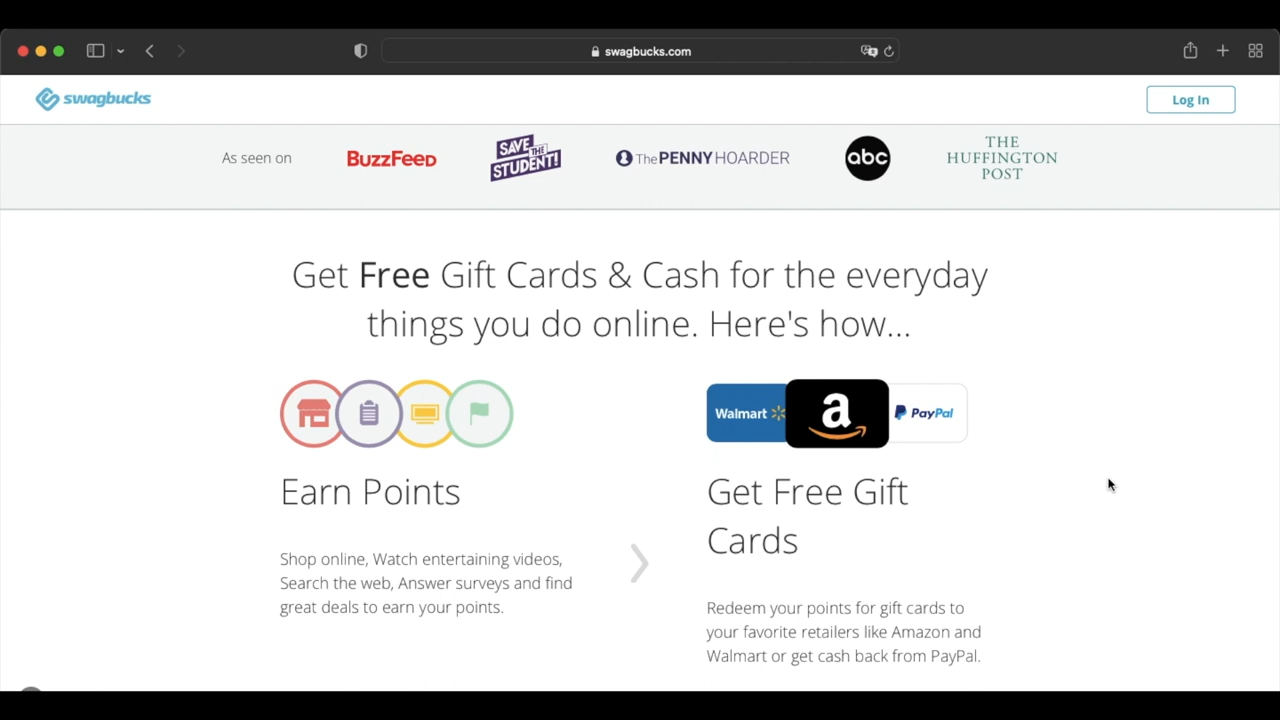 swagbucks.com
swagbucks
Log In
As seen on
BuzzFeed
SAVE THE STUDENT!
The PENNY HOARDER
abc
THE
HUFFINGTON
POST
Get Free Gift Cards & Cash for the everyday
things you do online. Here's how...
Walmart
a
PayPal
Earn Points
Get Free Gift
Cards
Shop online, Watch entertaining videos,
Search the web, Answer surveys and find
great deals to earn your points.
Redeem your points for gift cards to
your favorite retailers like Amazon and
Walmart or get cash back from PayPal.